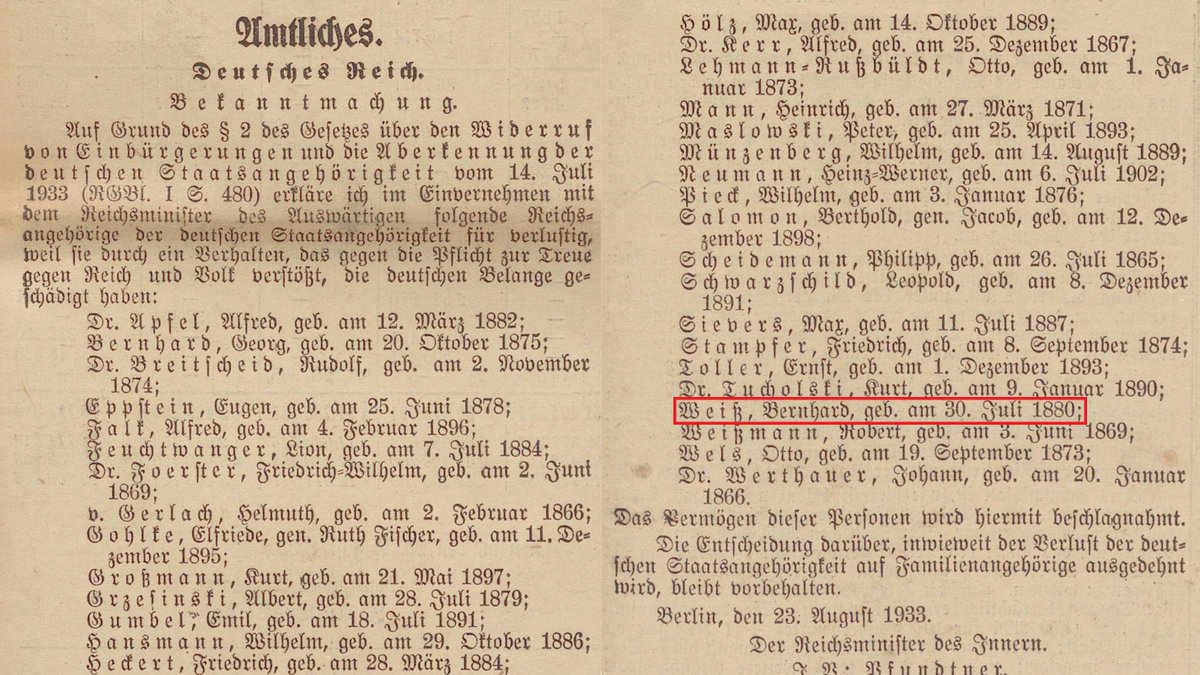 Amtliches.
Deutsches Reich.
Bekanntmachung.
Auf Grund des § 2 des Gesetzes über den Widerruf
von Einbürgerungen und die Aberkennung der
deutschen Staatsangehörigkeit vom 14. Juli
1933 (RGBl. I S. 480) erkläre ich im Einvernehmen mit
dem Reichsminister des Auswärtigen folgende Reichs-
angehörige der deutschen Staatsangehörigkeit für verlustig,
weil sie durch ein Verhalten, das gegen die Pflicht zur Treue
gegen Reich und Volk verstößt, die deutschen Belange ge-
schädigt haben:
Dr. Apfel, Alfred, geb. am 12. März 1882;
Bernhard, Georg, geb. am 20. Oktober 1875;
Dr. Breitscheid, Rudolf, geb. am 2. November
1874;
Eppstein, Eugen, geb. am 25. Juni 1878;
Falk, Alfred, geb. am 4. Februar 1896;
Feuchtwanger, Lion, geb. am 7. Juli 1884;
Dr. Foerster, Friedrich-Wilhelm, geb. am 2. Juni
1869;
v. Gerlach, Helmuth, geb. am 2. Februar 1866;
Gohlke, Elfriede, gen. Ruth Fischer, geb. am 11. De-
zember 1895;
Großmann, Kurt, geb. am 21. Mai 1897;
Grzesinski, Albert, geb. am 28. Juli 1879;
Gumbel, Emil, geb. am 18. Juli 1891;
Hansmann, Wilhelm, geb. am 29. Oktober 1886;
Heckert, Friedrich, geb. am 28. März 1884;
Hölz, Max, geb. am 14. Oktober 1889;
Dr. Kerr, Alfred, geb. am 25. Dezember 1867;
Lehmann-Rußbüldt, Otto, geb. am 1. Ja-
nuar 1873;
Mann, Heinrich, geb. am 27. März 1871;
Maslowski, Peter, geb. am 25. April 1893;
Münzenberg, Wilhelm, geb. am 14. August 1889;
Neumann, Heinz-Werner, geb. am 6. Juli 1902;
Pieck, Wilhelm, geb. am 3. Januar 1876;
Salomon, Berthold, gen. Jacob, geb. am 12. De-
zember 1898;
Scheidemann, Philipp, geb. am 26. Juli 1865;
Schwarzschild, Leopold, geb. am 8. Dezember
1891;
Sievers, Max, geb. am 11. Juli 1887;
Stampfer, Friedrich, geb. am 8. September 1874;
Toller, Ernst, geb. am 1. Dezember 1893;
Dr. Tucholski, Kurt, geb. am 9. Januar 1890;
Weiß, Bernhard, geb. am 30. Juli 1880;
Weißmann, Robert, geb. am 3. Juni 1869;
Wels, Otto, geb. am 19. September 1873;
Dr. Werthauer, Johann, geb. am 20. Januar
1866.
Das Vermögen dieser Personen wird hiermit beschlagnahmt.
Die Entscheidung darüber, inwieweit der Verlust der deut-
schen Staatsangehörigkeit auf Familienangehörige ausgedehnt
wird, bleibt vorbehalten.
Berlin, den 23. August 1933.
Der Reichsminister des Innern.
J. V.: Pfundtner.